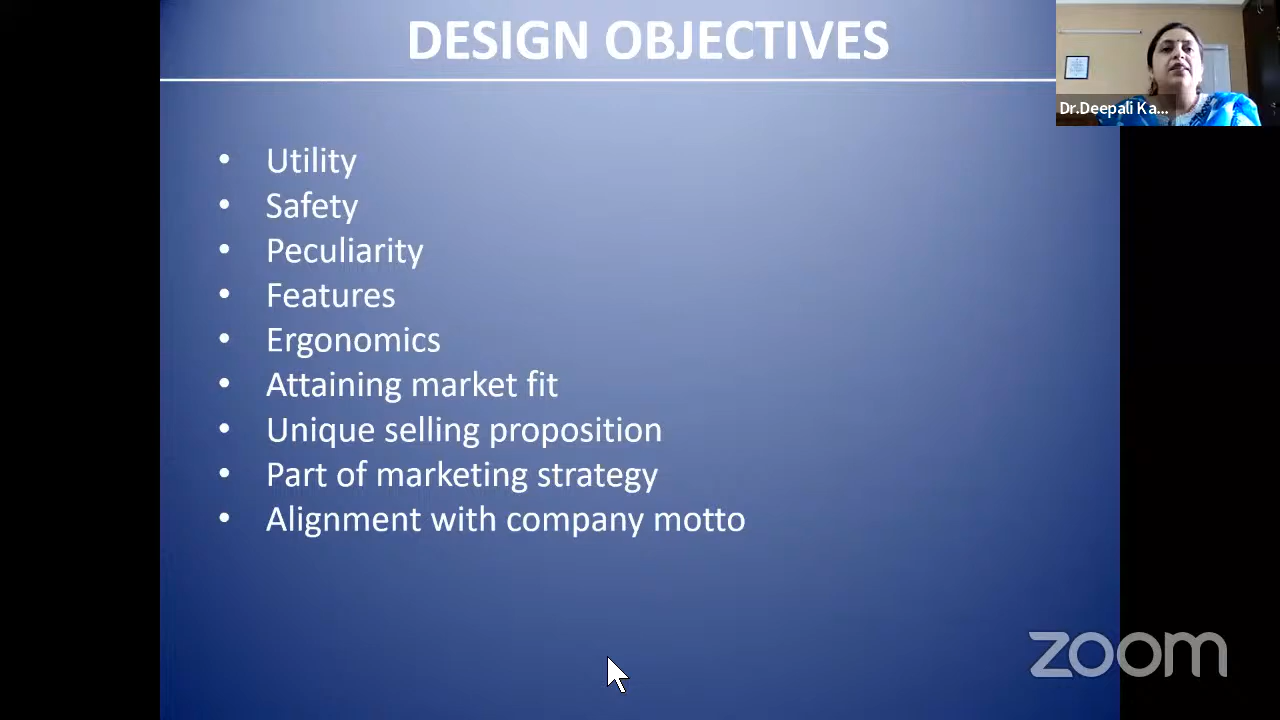 DESIGN OBJECTIVES
Dr.Deepali Ka...
• Utility
• Safety
• Peculiarity
• Features
• Ergonomics
• Attaining market fit
• Unique selling proposition
• Part of marketing strategy
• Alignment with company motto
zoom